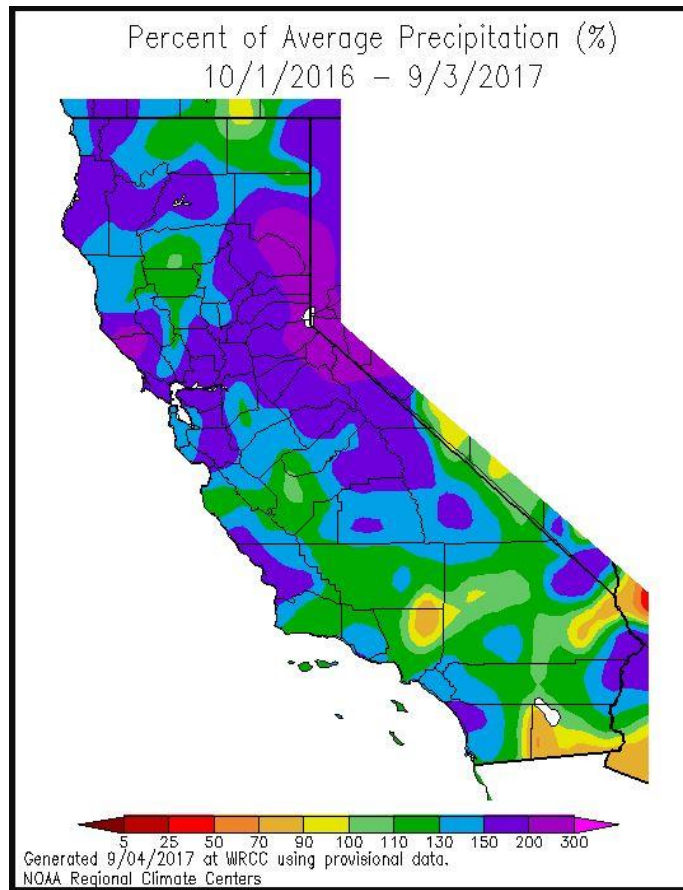 Percent of Average Precipitation (%)
10/1/2016 – 9/3/2017
5 25 50 70 90 100 110 130 150 200 300
Generated 9/04/2017 at WRCC using provisional data.
NOAA Regional Climate Centers